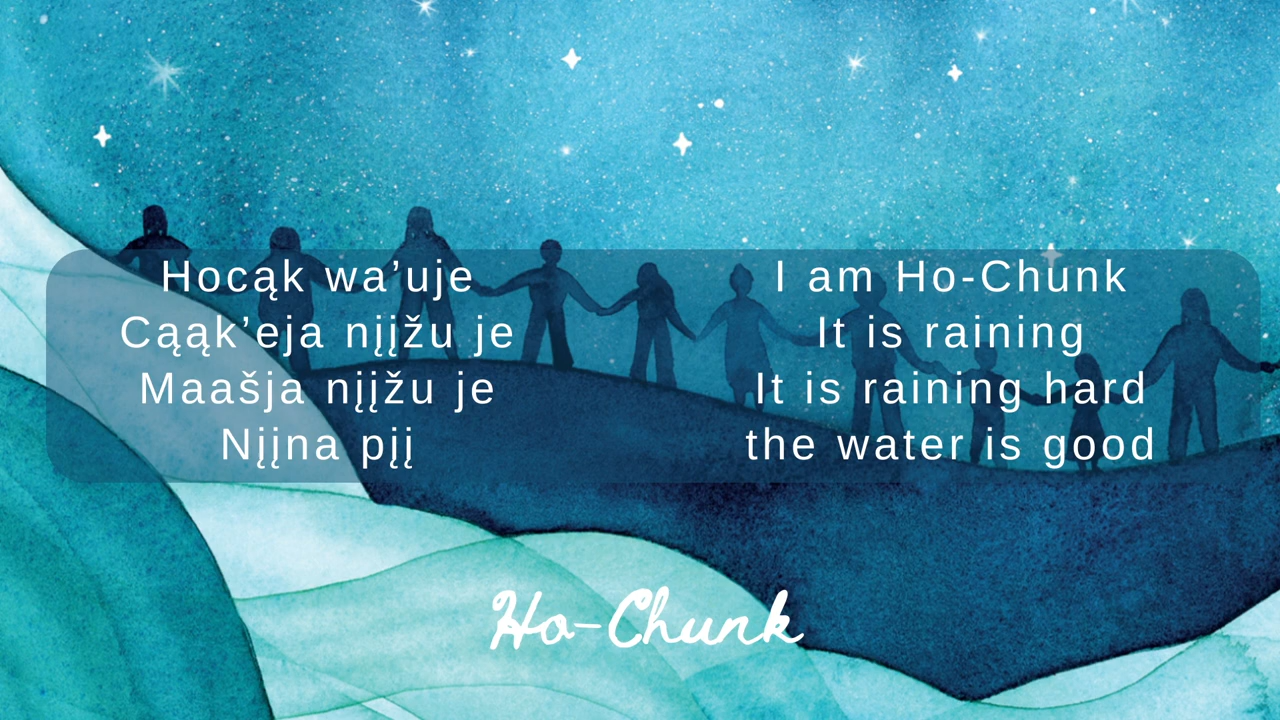 Hocąk wa’uje
Cąąk’eja nįįžu je
Maašja nįįžu je
Nįįna pįį
I am Ho-Chunk
It is raining
It is raining hard
the water is good
Ho-Chunk